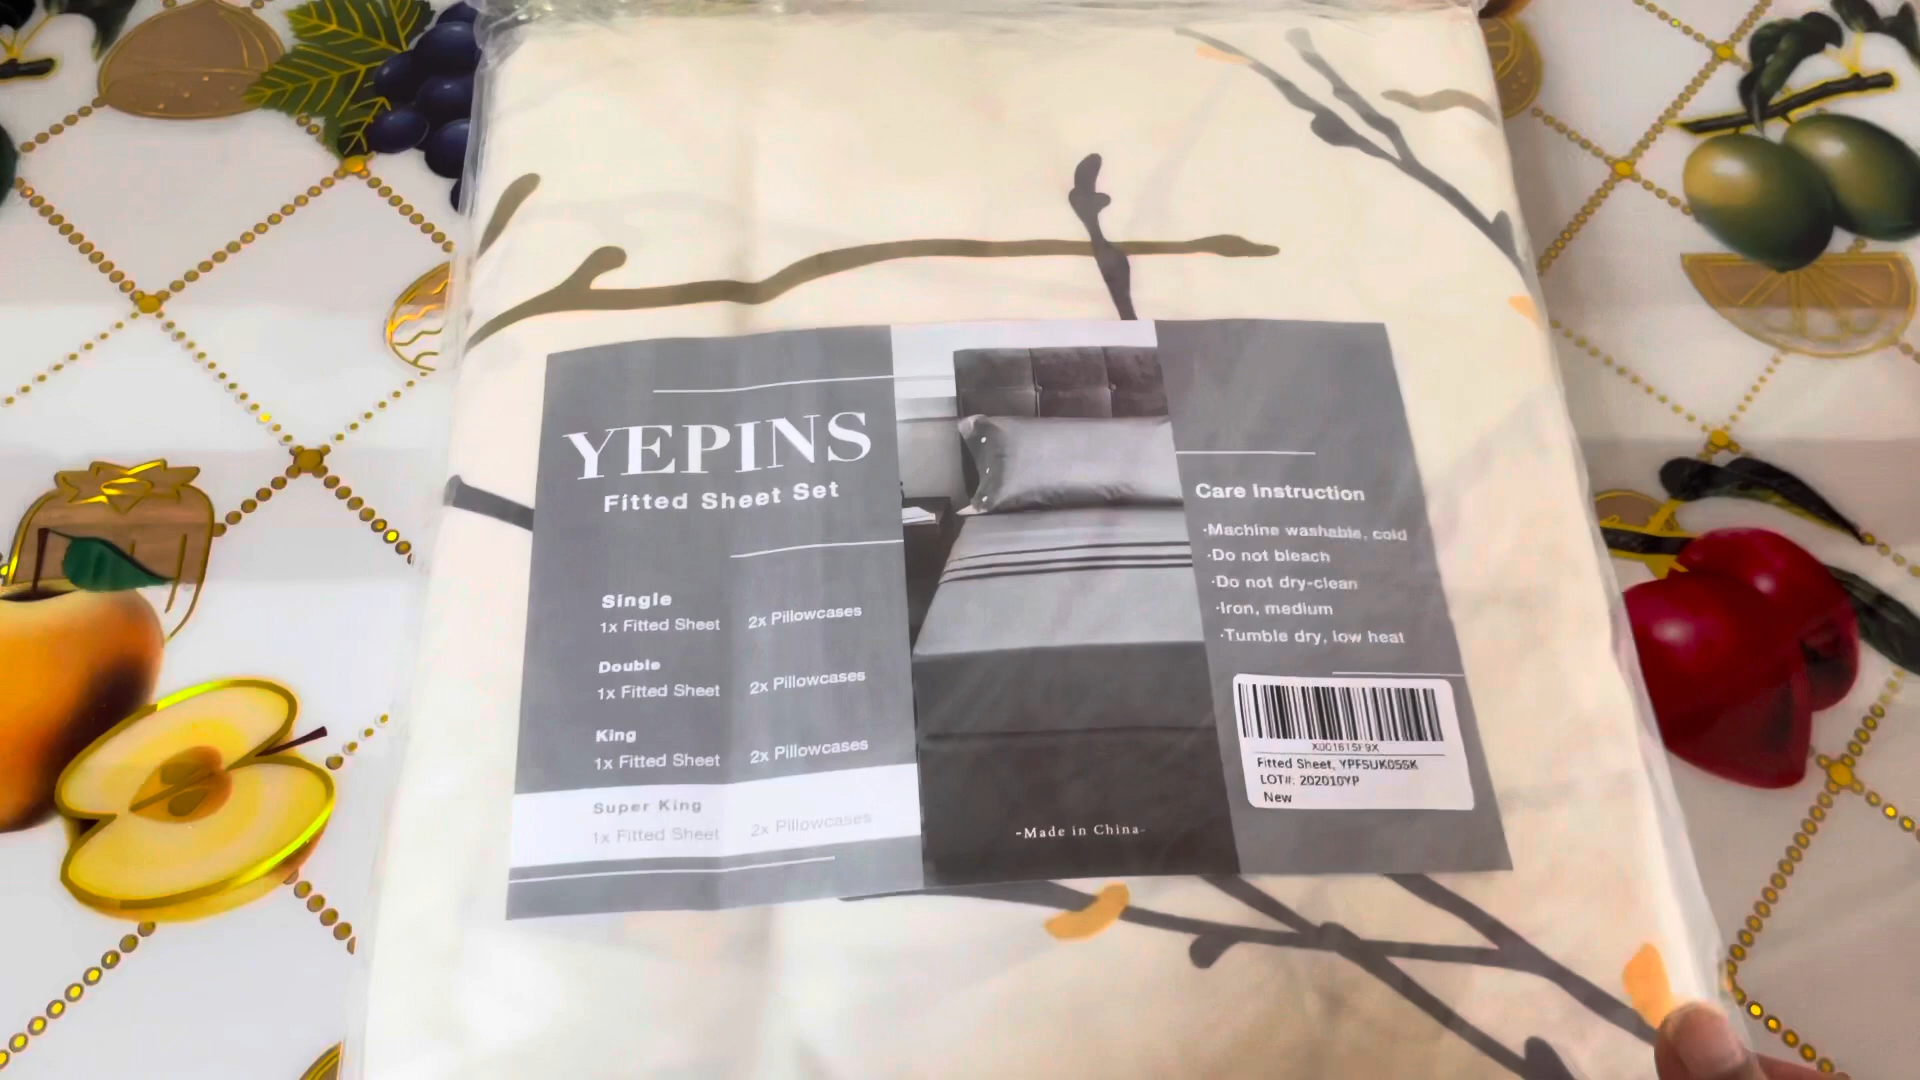 YEPINS
Fitted Sheet Set
Single
1x Fitted Sheet 2x Pillowcases
Double
1x Fitted Sheet 2x Pillowcases
King
1x Fitted Sheet 2x Pillowcases
Super King
1x Fitted Sheet 2x Pillowcases
-Made in China-
Care Instruction
·Machine washable, cold
·Do not bleach
·Do not dry-clean
·Iron, medium
·Tumble dry, low heat
X001615F9X
Fitted Sheet, YPFSUK05SK
LOT#: 202010YP
New